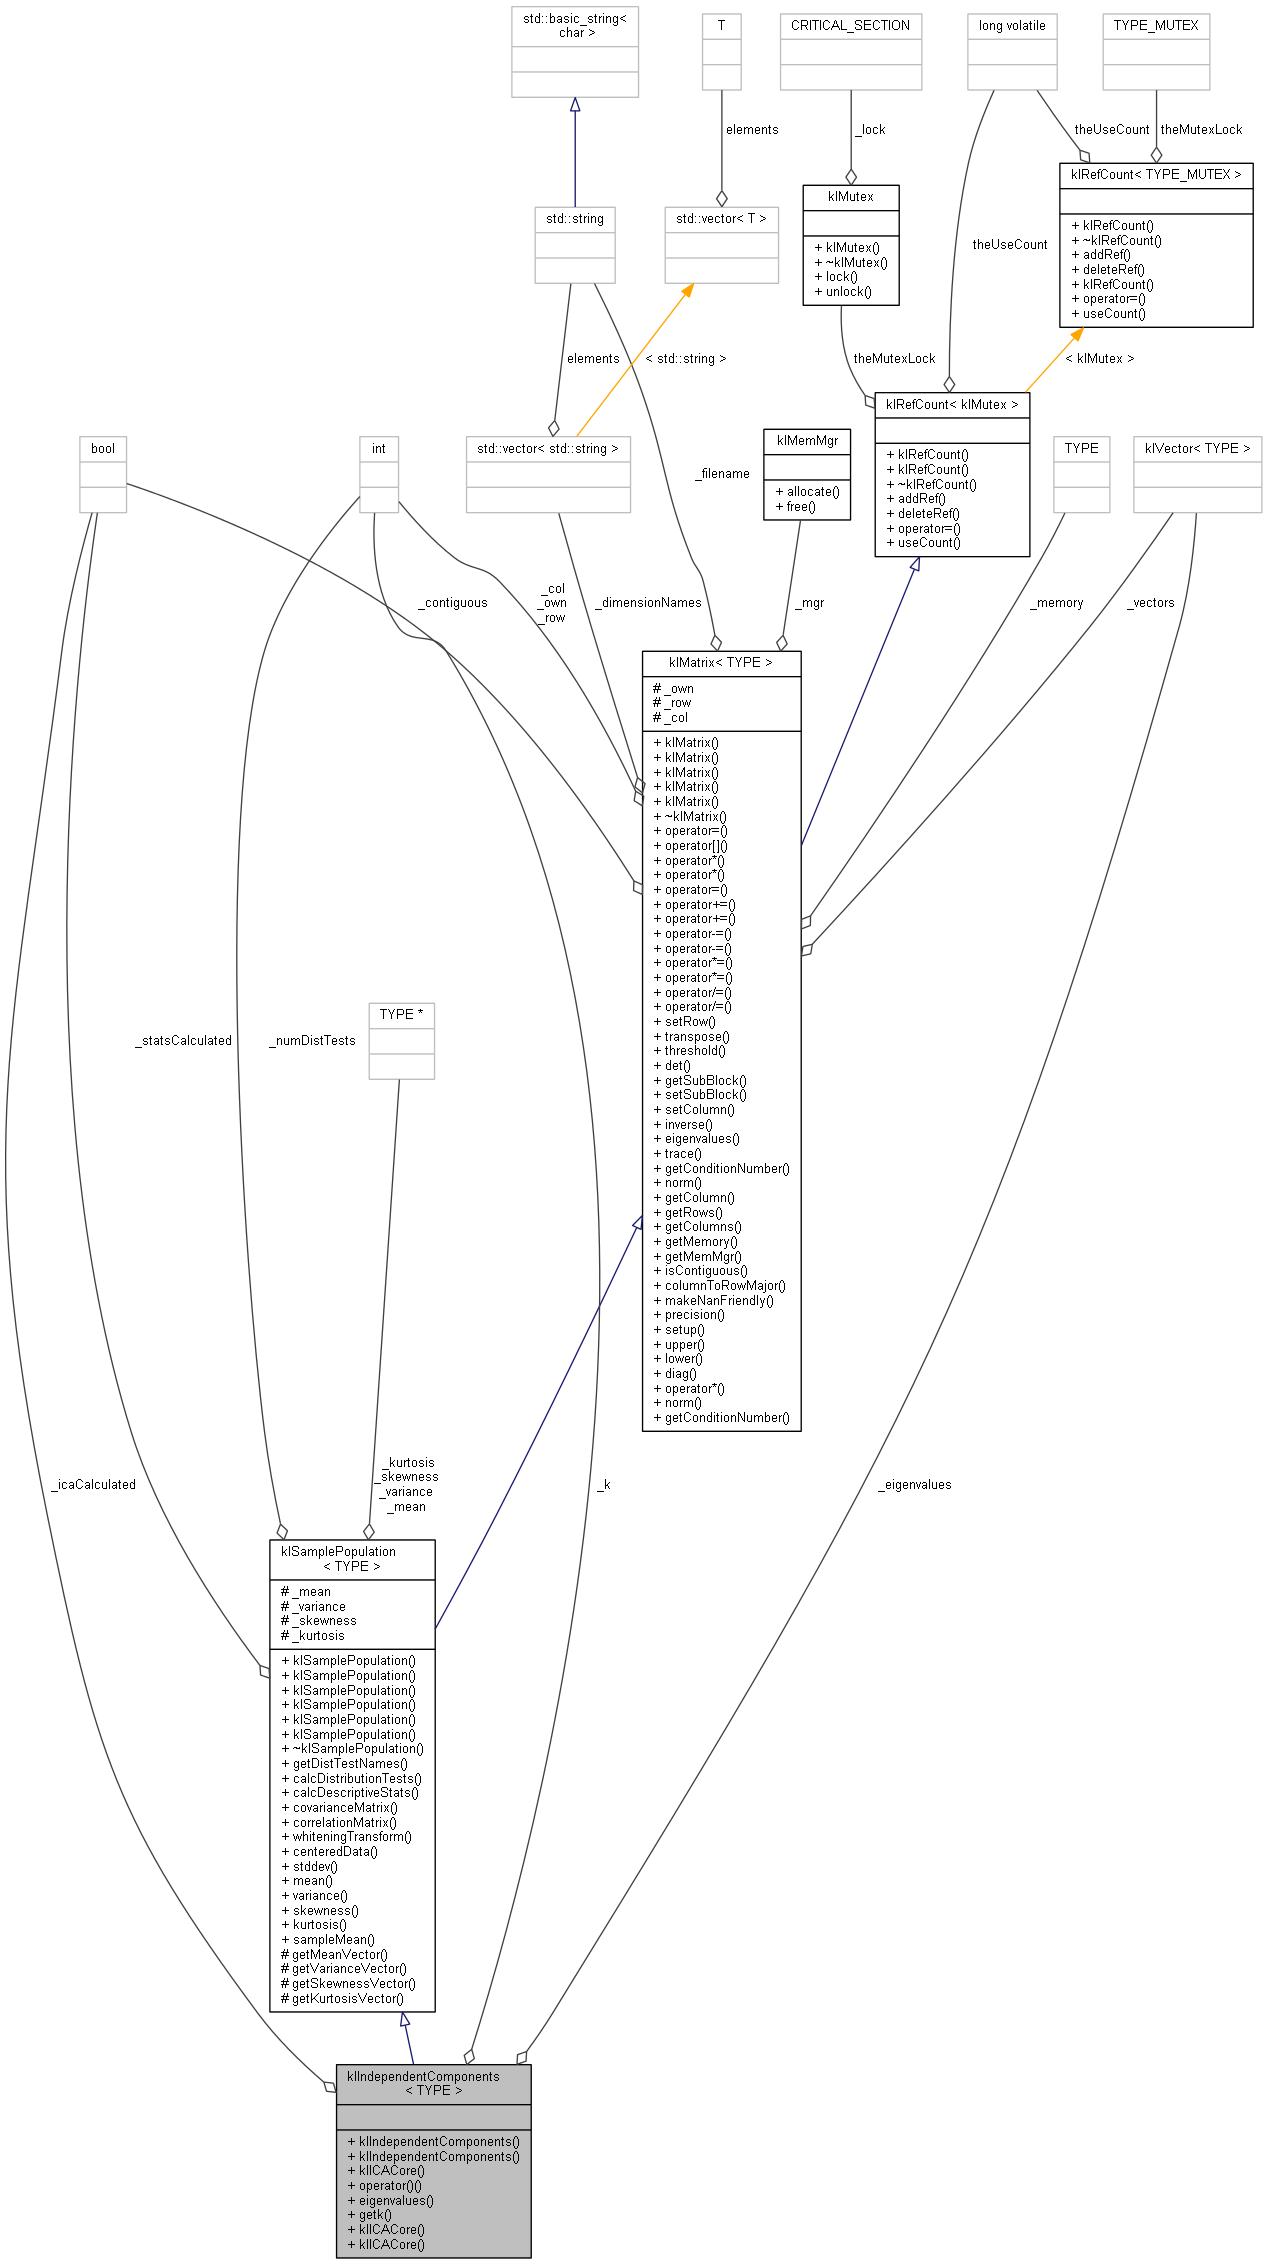 std::basic_string<
char >
T
CRITICAL_SECTION
long volatile
TYPE_MUTEX
elements
_lock
theUseCount
theMutexLock
klRefCount< TYPE_MUTEX >
+ klRefCount()
+ ~klRefCount()
+ addRef()
+ deleteRef()
+ klRefCount()
+ operator=()
+ useCount()
klMutex
+ klMutex()
+ ~klMutex()
+ lock()
+ unlock()
std::string
std::vector< T >
theUseCount
elements
< std::string >
theMutexLock
< klMutex >
klRefCount< klMutex >
+ klRefCount()
+ klRefCount()
+ ~klRefCount()
+ addRef()
+ deleteRef()
+ operator=()
+ useCount()
bool
int
std::vector< std::string >
_filename
klMemMgr
+ allocate()
+ free()
TYPE
klVector< TYPE >
_contiguous
_col
_own
_row
_dimensionNames
_mgr
_memory
_vectors
klMatrix< TYPE >
# _own
# _row
# _col
+ klMatrix()
+ klMatrix()
+ klMatrix()
+ klMatrix()
+ klMatrix()
+ ~klMatrix()
+ operator=()
+ operator[]()
+ operator*()
+ operator*()
+ operator=()
+ operator+=()
+ operator+=()
+ operator-=()
+ operator-=()
+ operator*=()
+ operator*=()
+ operator/=()
+ operator/=()
+ setRow()
+ transpose()
+ threshold()
+ det()
+ getSubBlock()
+ setSubBlock()
+ setColumn()
+ inverse()
+ eigenvalues()
+ trace()
+ getConditionNumber()
+ norm()
+ getColumn()
+ getRows()
+ getColumns()
+ getMemory()
+ getMemMgr()
+ isContiguous()
+ columnToRowMajor()
+ makeNanFriendly()
+ precision()
+ setup()
+ upper()
+ lower()
+ diag()
+ operator*()
+ norm()
+ getConditionNumber()
TYPE *
_statsCalculated
_numDistTests
_kurtosis
_skewness
_variance
_mean
_icaCalculated
_k
_eigenvalues
klSamplePopulation
< TYPE >
# _mean
# _variance
# _skewness
# _kurtosis
+ klSamplePopulation()
+ klSamplePopulation()
+ klSamplePopulation()
+ klSamplePopulation()
+ klSamplePopulation()
+ klSamplePopulation()
+ ~klSamplePopulation()
+ getDistTestNames()
+ calcDistributionTests()
+ calcDescriptiveStats()
+ covarianceMatrix()
+ correlationMatrix()
+ whiteningTransform()
+ centeredData()
+ stddev()
+ mean()
+ variance()
+ skewness()
+ kurtosis()
+ sampleMean()
# getMeanVector()
# getVarianceVector()
# getSkewnessVector()
# getKurtosisVector()
klIndependentComponents
< TYPE >
+ klIndependentComponents()
+ klIndependentComponents()
+ klICACore()
+ operator()()
+ eigenvalues()
+ getk()
+ klICACore()
+ klICACore()